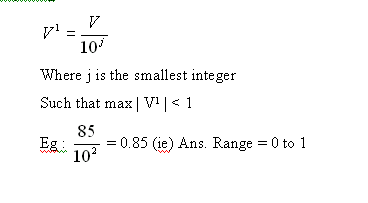 V¹ = V / 10ʲ
Where j is the smallest integer
Such that max | V¹ | < 1
Eg : 85 / 10² = 0.85 (ie) Ans. Range = 0 to 1